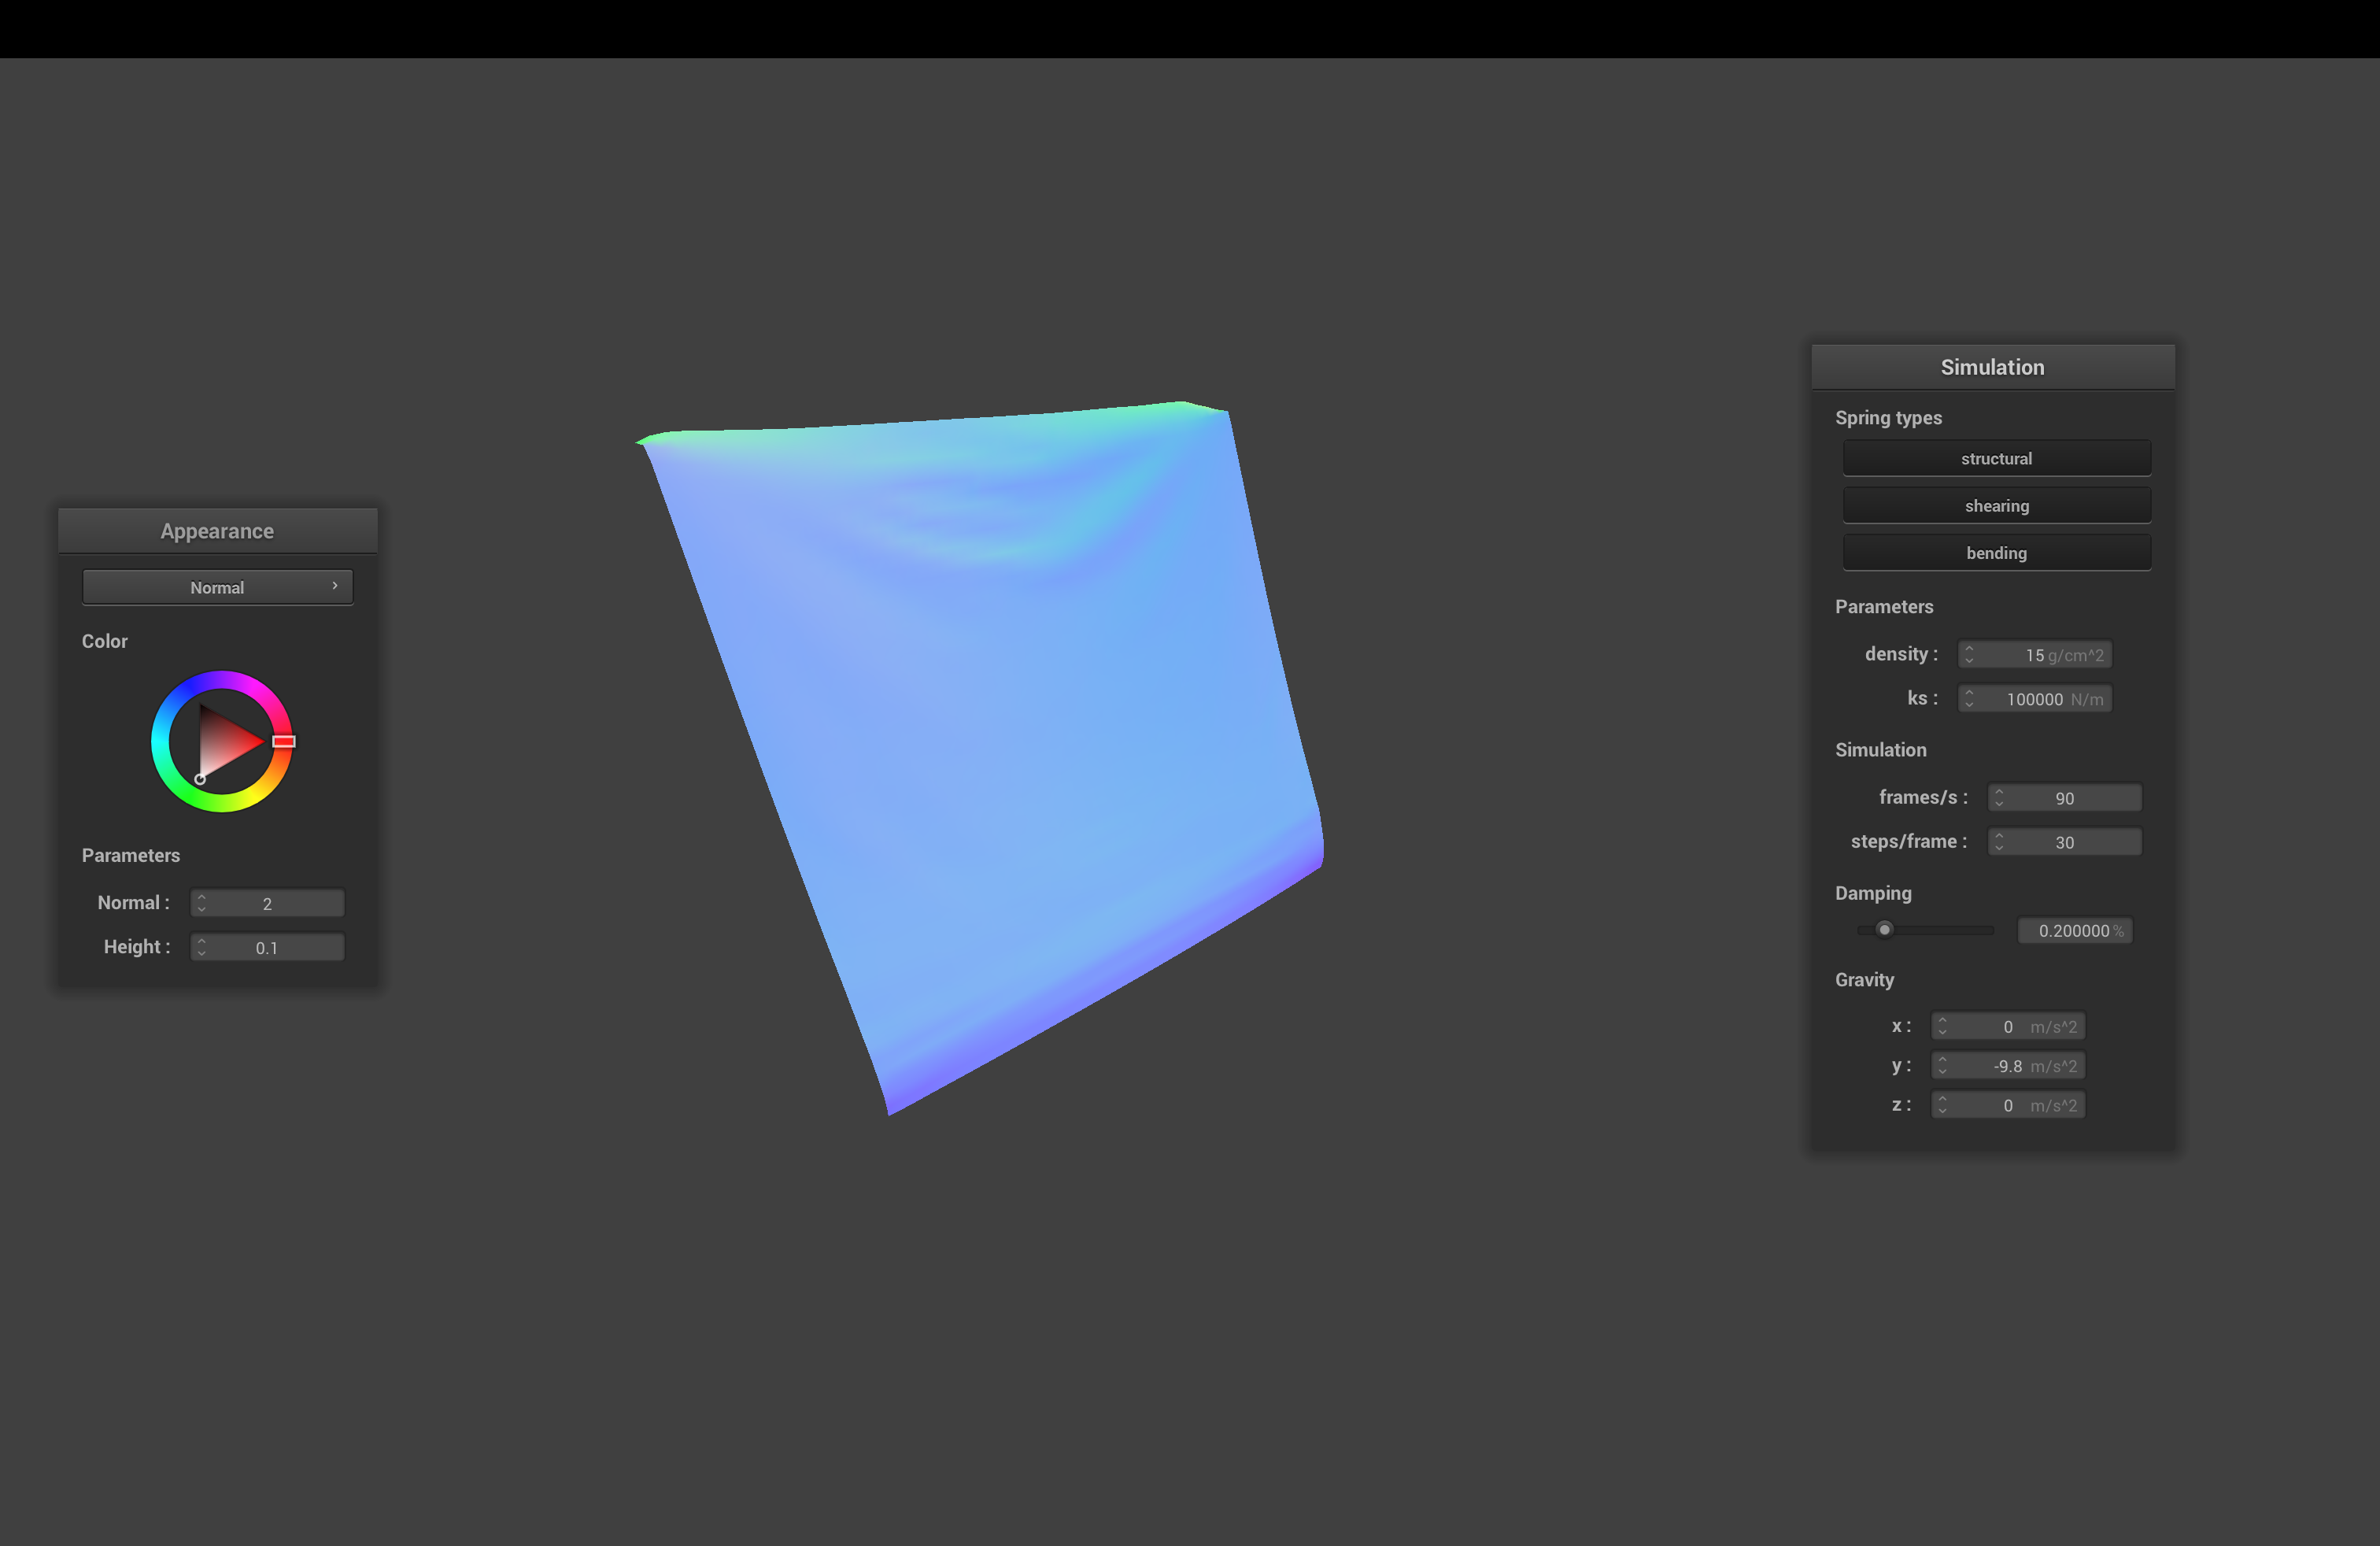 Appearance
Normal
Color
Parameters
Normal : 2
Height : 0.1
Simulation
Spring types
structural
shearing
bending
Parameters
density : 15 g/cm^2
ks : 100000 N/m
Simulation
frames/s : 90
steps/frame : 30
Damping
0.200000 %
Gravity
x : 0 m/s^2
y : -9.8 m/s^2
z : 0 m/s^2